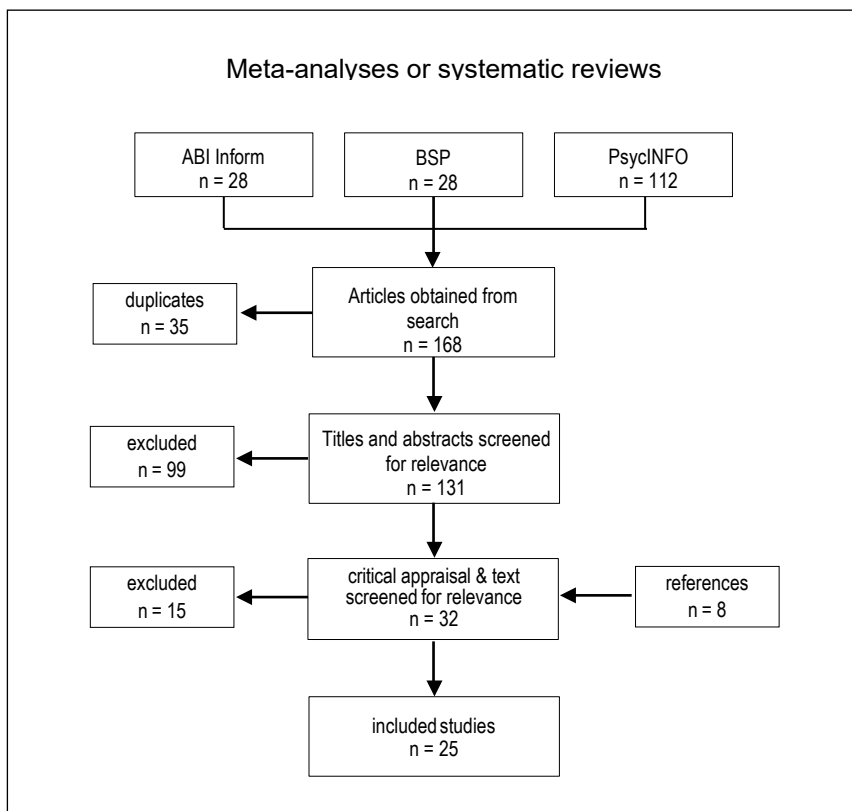 Meta-analyses or systematic reviews
ABI Inform
n = 28
BSP
n = 28
PsycINFO
n = 112
duplicates
n = 35
Articles obtained from
search
n = 168
excluded
n = 99
Titles and abstracts screened
for relevance
n = 131
excluded
n = 15
critical appraisal & text
screened for relevance
n = 32
references
n = 8
included studies
n = 25